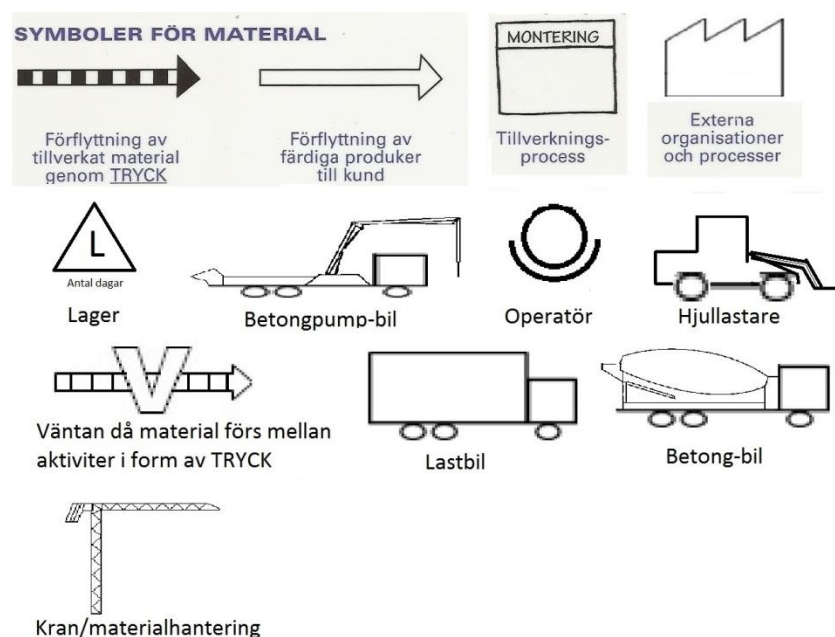 SYMBOLER FÖR MATERIAL
Förflyttning av
tillverkat material
genom TRYCK
Förflyttning av
färdiga produker
till kund
MONTERING
Tillverknings-
process
Externa
organisationer
och processer
L
Antal dagar
Lager
Betongpump-bil
Operatör
Hjullastare
V
Väntan då material förs mellan
aktiviter i form av TRYCK
Lastbil
Betong-bil
Kran/materialhantering